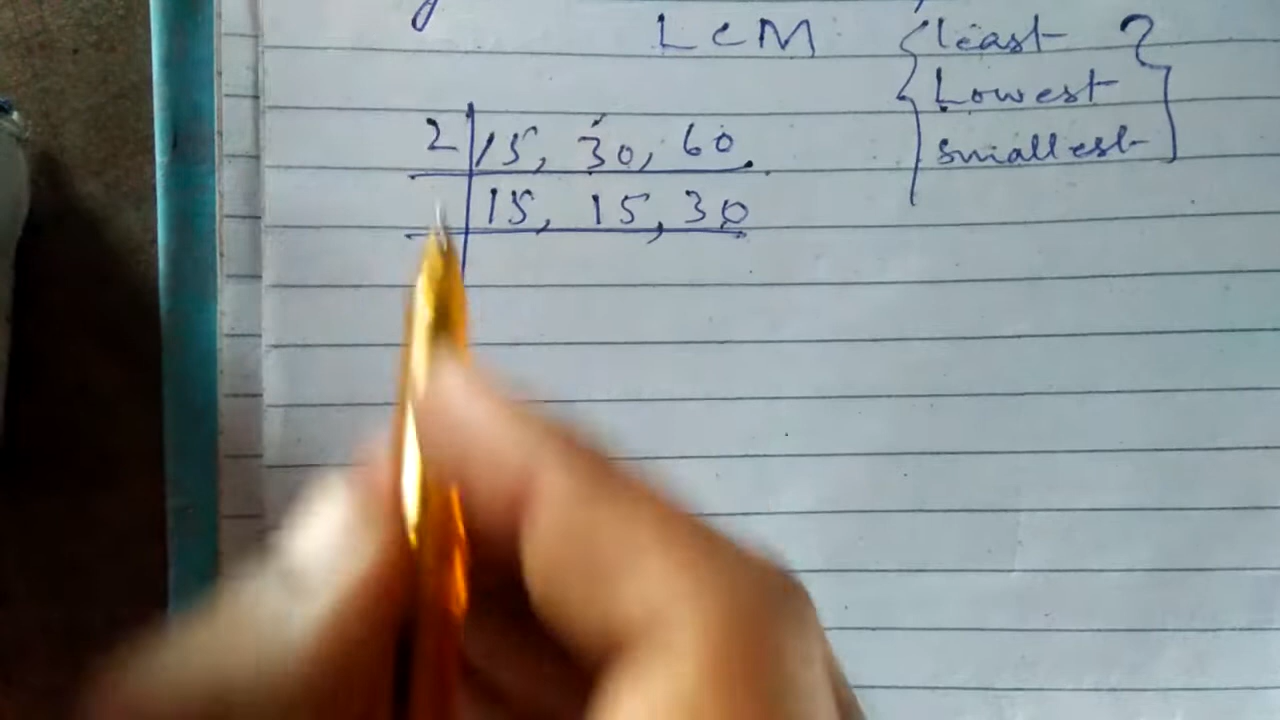 LCM { least
Lowest
smallest }
2 | 15, 30, 60
15, 15, 30